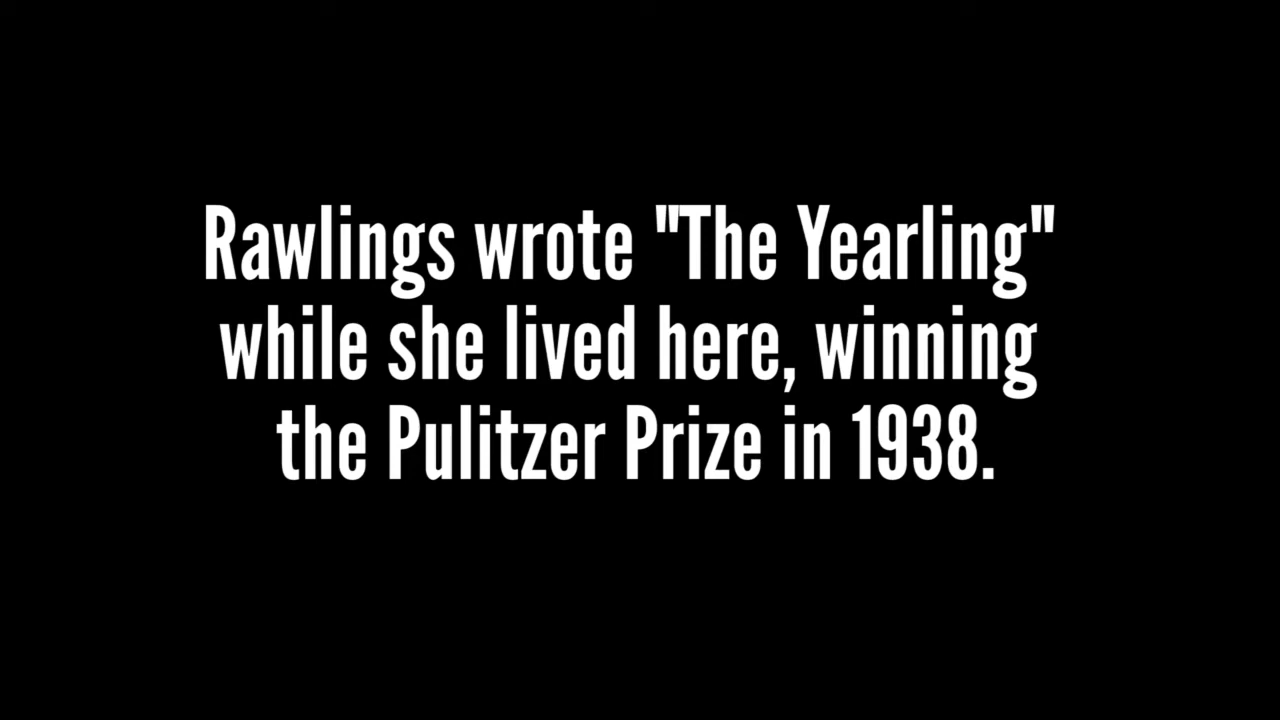 Rawlings wrote "The Yearling"
while she lived here, winning
the Pulitzer Prize in 1938.